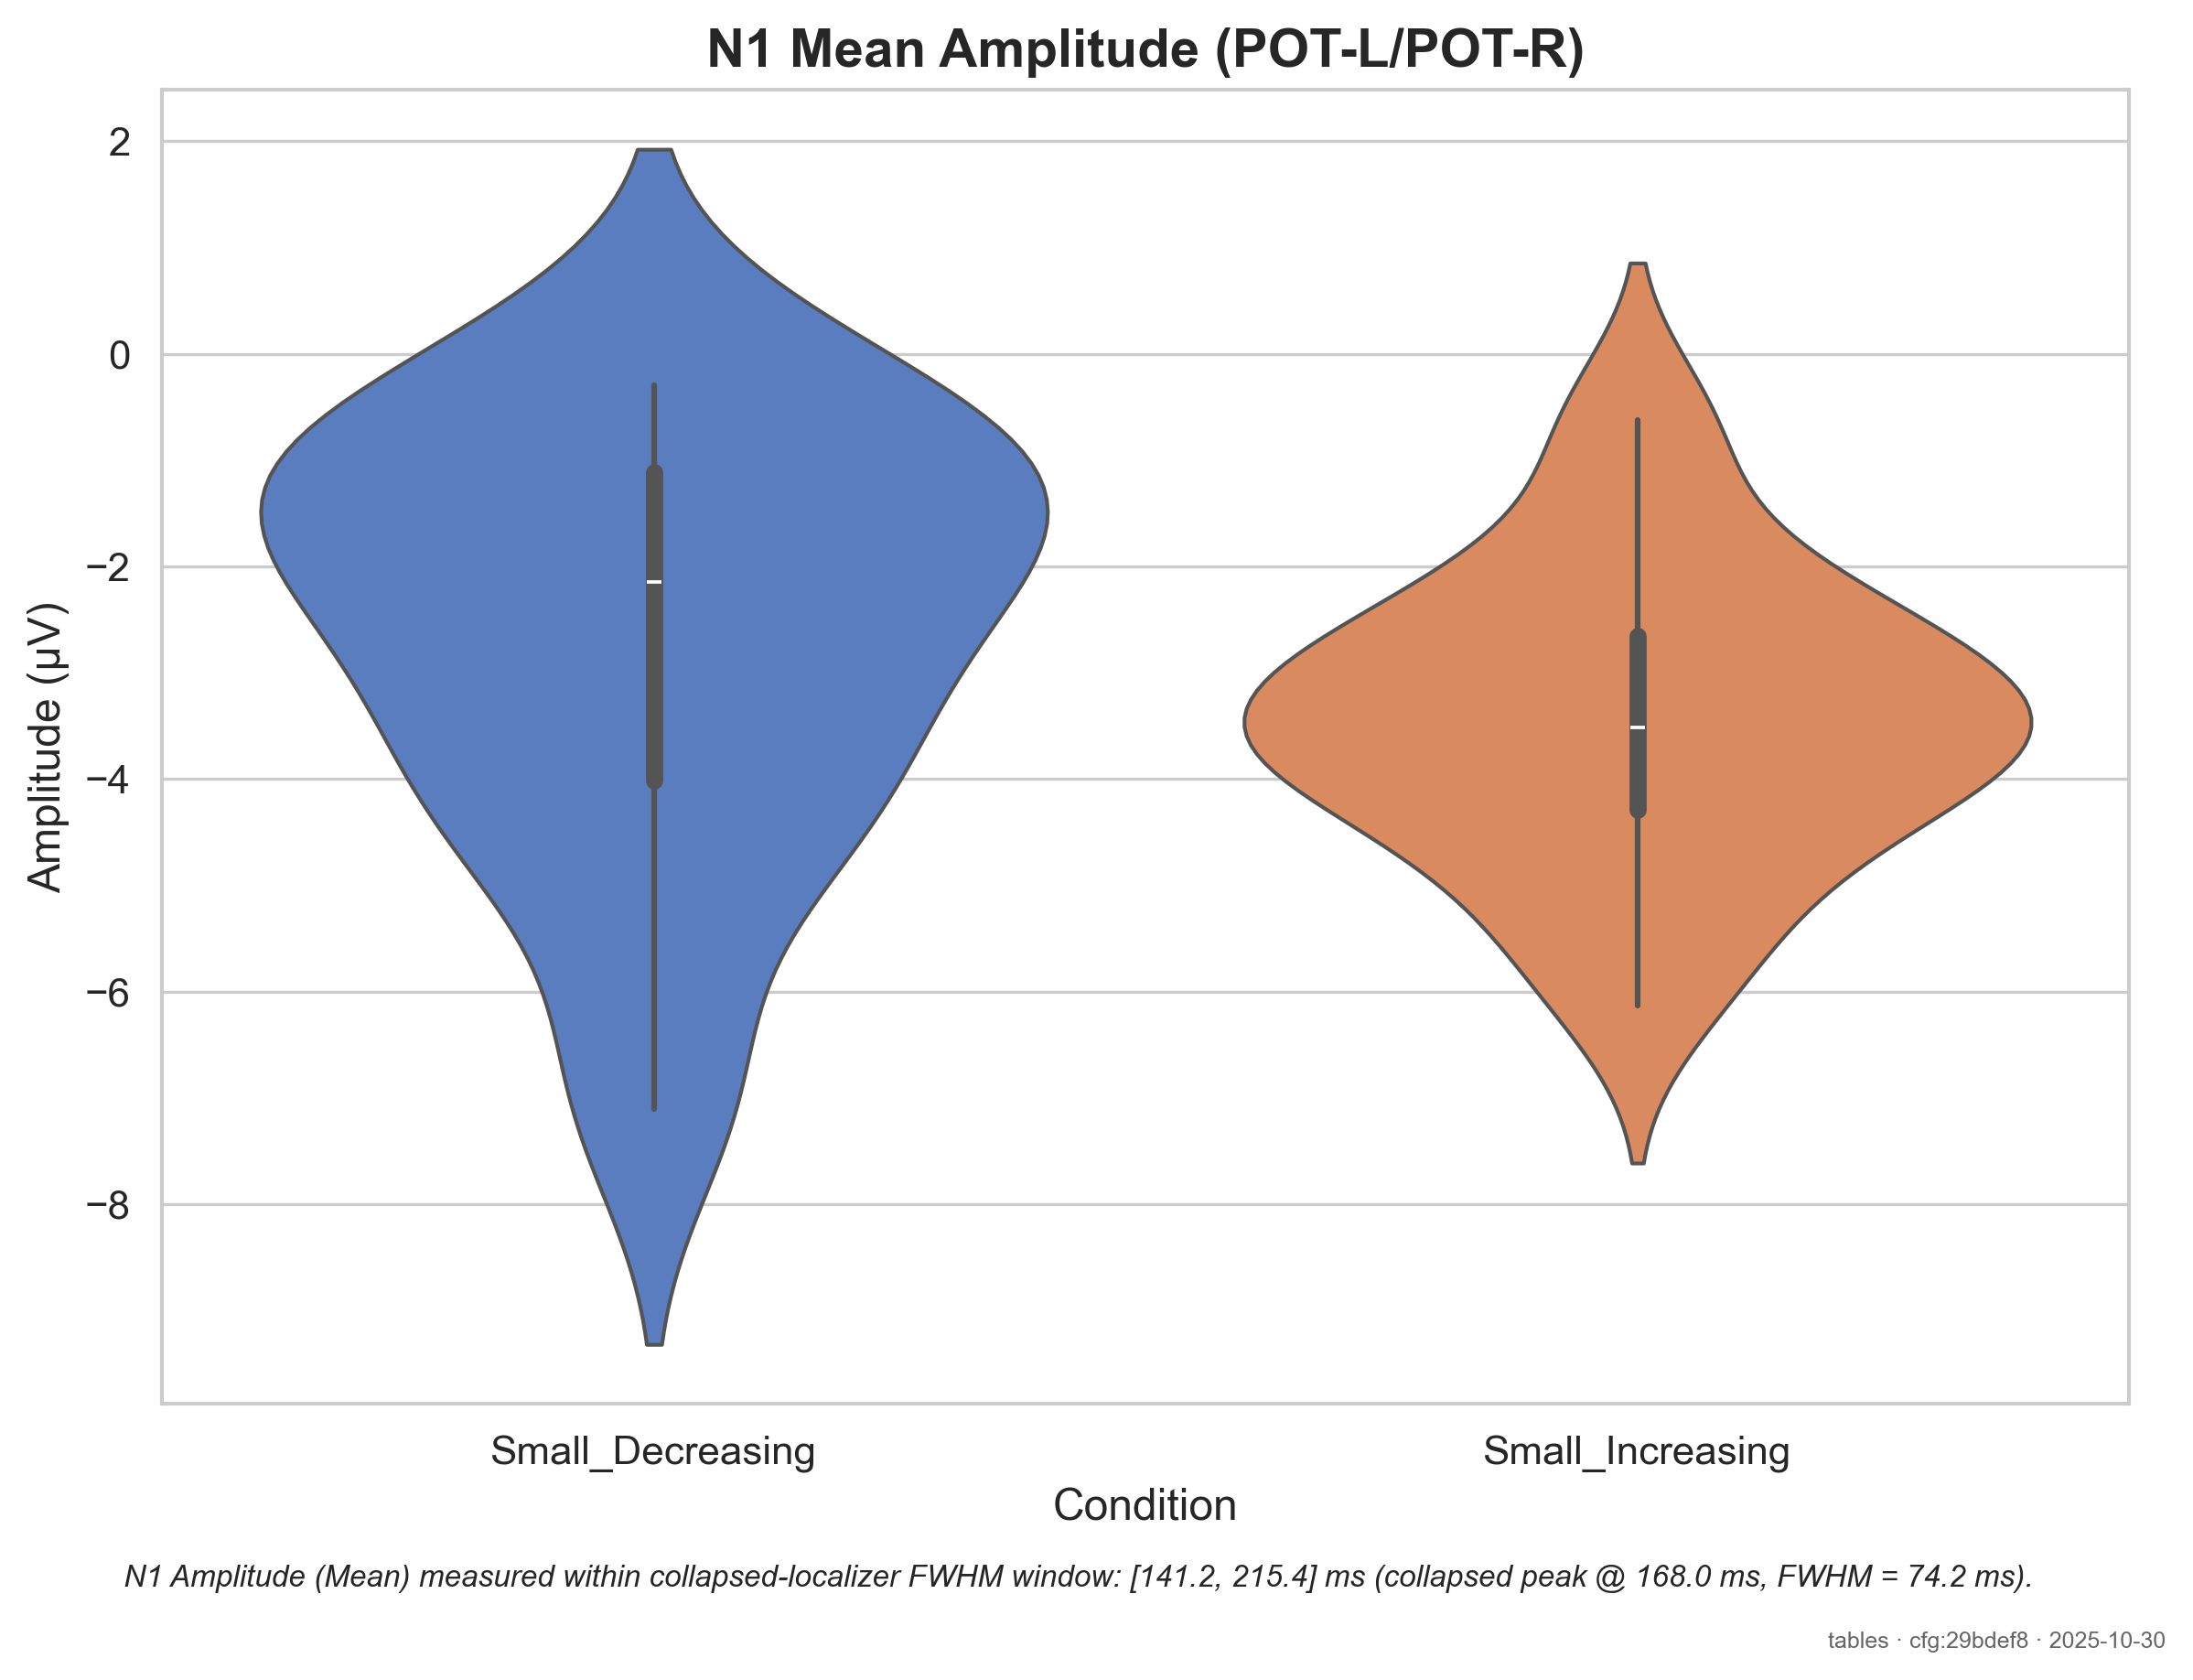 N1 Mean Amplitude (POT-L/POT-R)
Amplitude (µV)
2
0
−2
−4
−6
−8
Small_Decreasing
Small_Increasing
Condition
N1 Amplitude (Mean) measured within collapsed-localizer FWHM window: [141.2, 215.4] ms (collapsed peak @ 168.0 ms, FWHM = 74.2 ms).
tables · cfg:29bdef8 · 2025-10-30